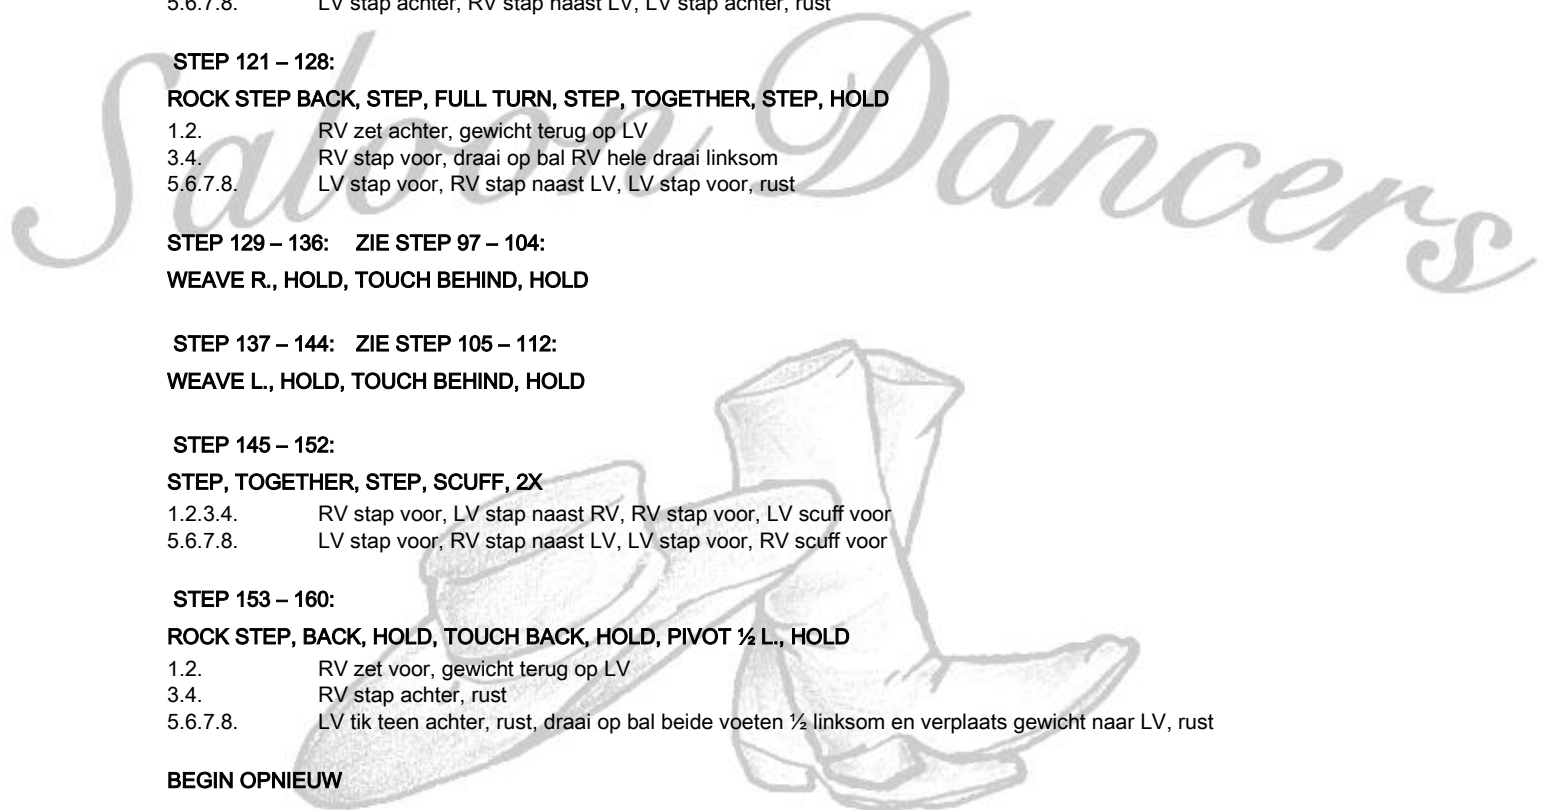 5.6.7.8. LV stap achter, RV stap naast LV, LV stap achter, rust
Saloon Dancers
STEP 121 – 128:
ROCK STEP BACK, STEP, FULL TURN, STEP, TOGETHER, STEP, HOLD
1.2. RV zet achter, gewicht terug op LV
3.4. RV stap voor, draai op bal RV hele draai linksom
5.6.7.8. LV stap voor, RV stap naast LV, LV stap voor, rust
STEP 129 – 136: ZIE STEP 97 – 104:
WEAVE R., HOLD, TOUCH BEHIND, HOLD
STEP 137 – 144: ZIE STEP 105 – 112:
WEAVE L., HOLD, TOUCH BEHIND, HOLD
STEP 145 – 152:
STEP, TOGETHER, STEP, SCUFF, 2X
1.2.3.4. RV stap voor, LV stap naast RV, RV stap voor, LV scuff voor
5.6.7.8. LV stap voor, RV stap naast LV, LV stap voor, RV scuff voor
STEP 153 – 160:
ROCK STEP, BACK, HOLD, TOUCH BACK, HOLD, PIVOT ½ L., HOLD
1.2. RV zet voor, gewicht terug op LV
3.4. RV stap achter, rust
5.6.7.8. LV tik teen achter, rust, draai op bal beide voeten ½ linksom en verplaats gewicht naar LV, rust
BEGIN OPNIEUW